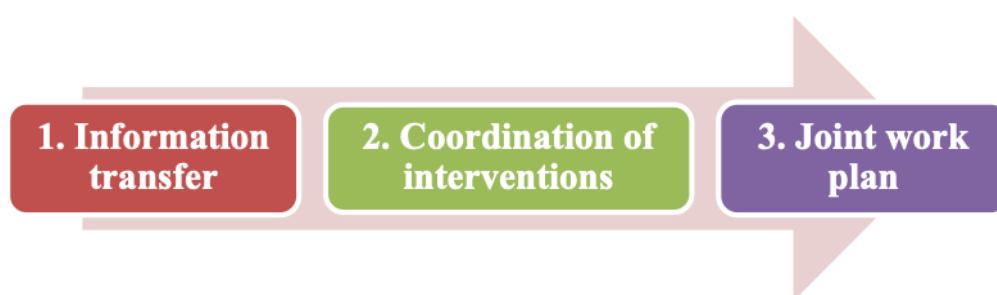 1. Information
transfer
2. Coordination of
interventions
3. Joint work
plan